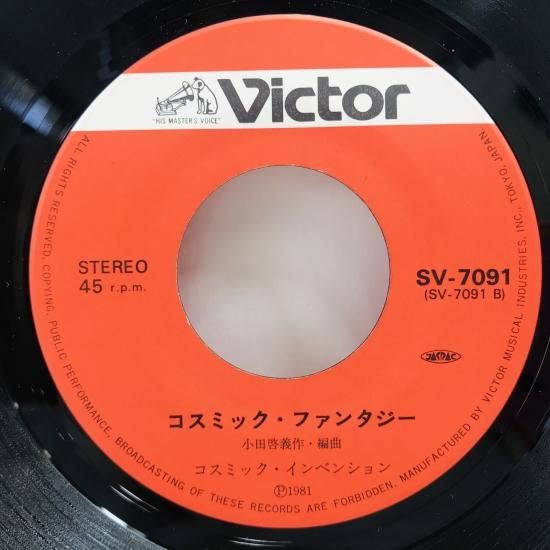 Victor
"HIS MASTER'S VOICE"
STEREO
45 r.p.m.
SV-7091
(SV-7091 B)
JASRAC
コスミック・ファンタジー
小田啓義作・編曲
コスミック・インベンション
Ⓟ1981
ALL RIGHTS RESERVED, COPYING, PUBLIC PERFORMANCE, BROADCASTING OF THESE RECORDS ARE FORBIDDEN, MANUFACTURED BY VICTOR MUSICAL INDUSTRIES, INC., TOKYO, JAPAN.